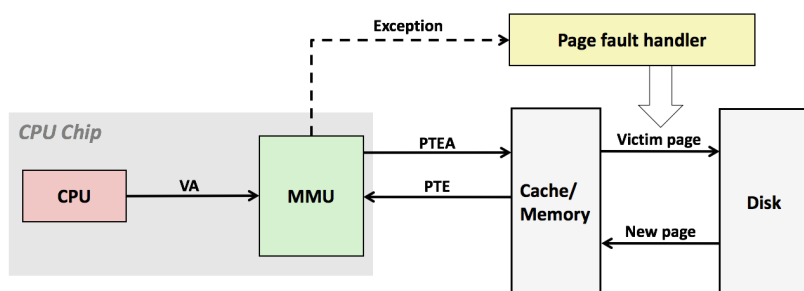 Exception
Page fault handler
CPU Chip
CPU
VA
MMU
PTEA
PTE
Cache/
Memory
Victim page
New page
Disk